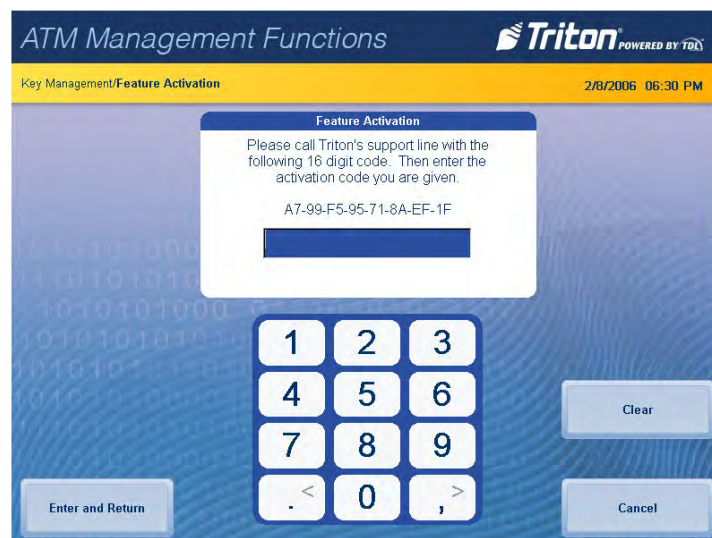 ATM Management Functions
Triton POWERED BY TDL
Key Management/Feature Activation
2/8/2006 06:30 PM
Feature Activation
Please call Triton's support line with the
following 16 digit code. Then enter the
activation code you are given.
A7-99-F5-95-71-8A-EF-1F
1 2 3
4 5 6
7 8 9
. < 0 , >
Clear
Enter and Return
Cancel